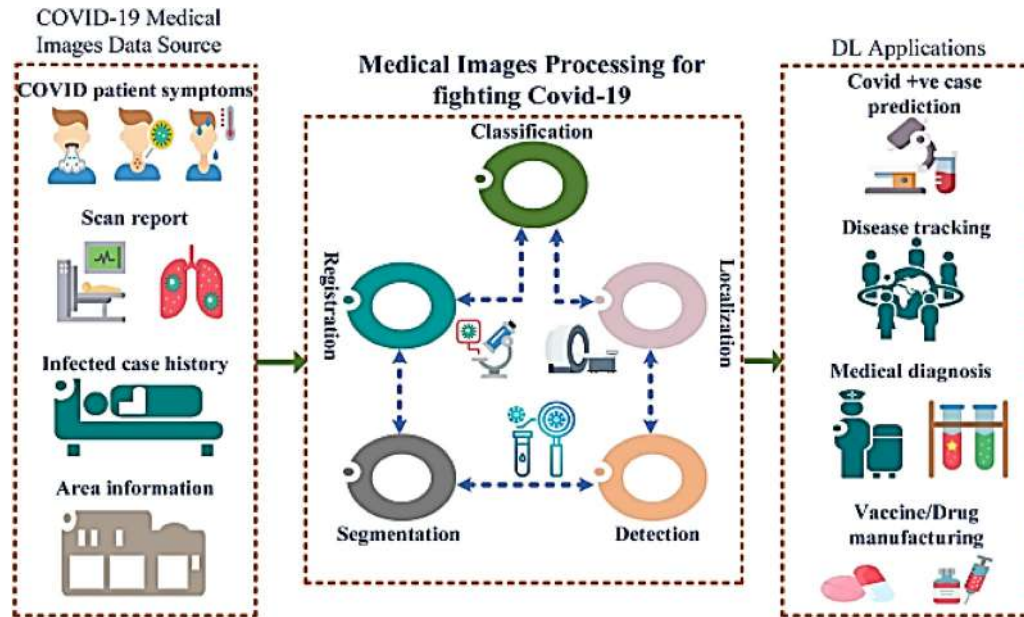 COVID-19 Medical
Images Data Source
COVID patient symptoms
Scan report
Infected case history
Area information
Medical Images Processing for
fighting Covid-19
Classification
Registration
Localization
Segmentation
Detection
DL Applications
Covid +ve case
prediction
Disease tracking
Medical diagnosis
Vaccine/Drug
manufacturing